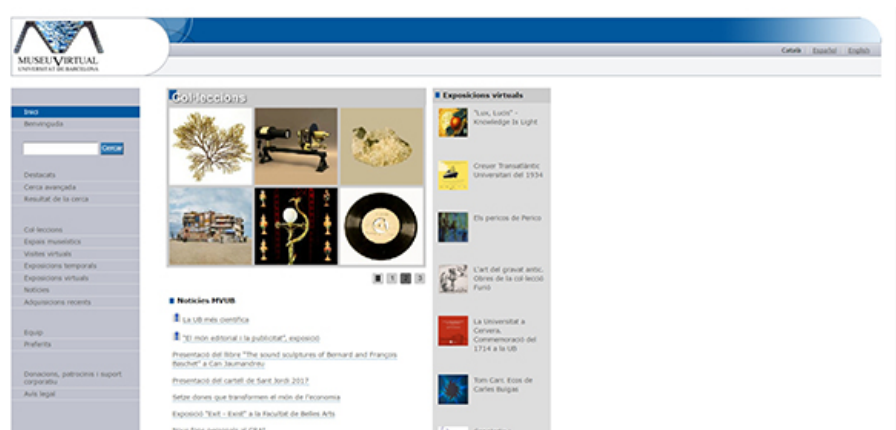 MUSEUVIRTUAL
UNIVERSITAT DE BARCELONA
Català
Español
English
Inici
Benvinguda
Cercar
Destacats
Cerca avançada
Resultat de la cerca
Col·leccions
Espais museístics
Visites virtuals
Exposicions temporals
Exposicions virtuals
Notícies
Adquisicions recents
Equip
Preferits
Donacions, patrocinis i suport
corporatiu
Avís legal
Col·leccions
1 2 3
Notícies MVUB
La UB més científica
"El món editorial i la publicitat", exposició
Presentació del llibre "The sound sculptures of Bernard and François
Baschet" a Can Jaumandreu
Presentació del cartell de Sant Jordi 2017
Setze dones que transformen el món de l'economia
Exposició "Exit - Exist" a la Facultat de Belles Arts
Exposicions virtuals
"Lux, Lucis" -
Knowledge Is Light
Creuer Transatlàntic
Universitari del 1934
Els pericos de Perico
L'art del gravat antic.
Obres de la col·lecció
Furió
La Universitat a
Cervera.
Commemoració del
1714 a la UB
Tom Carr. Ecos de
Carles Buïgas